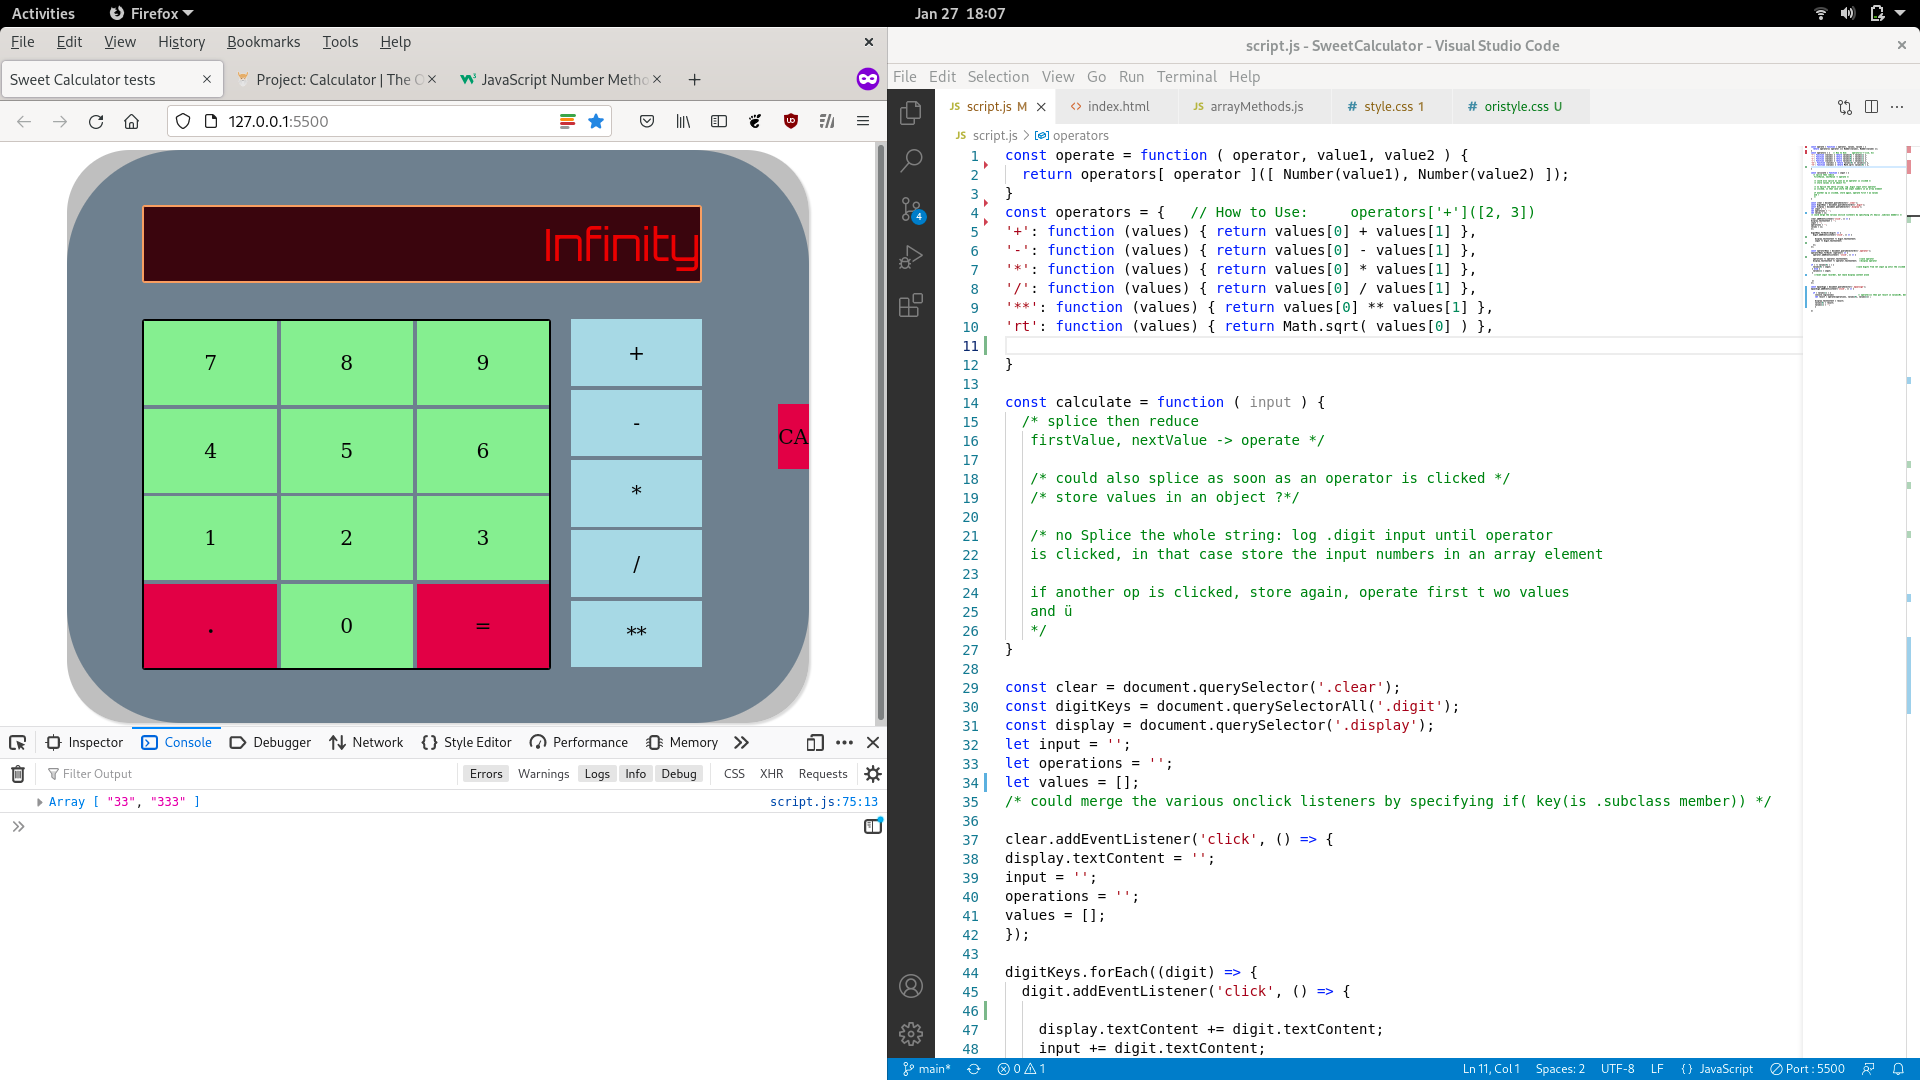 Activities
Firefox
Jan 27 18:07
File Edit View History Bookmarks Tools Help
Sweet Calculator tests
Project: Calculator | The O
JavaScript Number Metho
127.0.0.1:5500
Infinity
7 8 9 +
4 5 6 -
1 2 3 *
. 0 = /
**
CA
Inspector Console Debugger Network Style Editor Performance Memory
Filter Output
Errors Warnings Logs Info Debug CSS XHR Requests
Array [ "33", "333" ]
script.js:75:13
script.js - SweetCalculator - Visual Studio Code
File Edit Selection View Go Run Terminal Help
JS script.js M
<> index.html
JS arrayMethods.js
# style.css 1
# oristyle.css U
JS script.js > operators
4
1 const operate = function ( operator, value1, value2 ) {
2 return operators[ operator ]([ Number(value1), Number(value2) ]);
3 }
4 const operators = { // How to Use: operators['+']([2, 3])
5 '+': function (values) { return values[0] + values[1] },
6 '-': function (values) { return values[0] - values[1] },
7 '*': function (values) { return values[0] * values[1] },
8 '/': function (values) { return values[0] / values[1] },
9 '**': function (values) { return values[0] ** values[1] },
10 'rt': function (values) { return Math.sqrt( values[0] ) },
11
12 }
13
14 const calculate = function ( input ) {
15 /* splice then reduce
16 firstValue, nextValue -> operate */
17
18 /* could also splice as soon as an operator is clicked */
19 /* store values in an object ?*/
20
21 /* no Splice the whole string: log .digit input until operator
22 is clicked, in that case store the input numbers in an array element
23
24 if another op is clicked, store again, operate first t wo values
25 and ü
26 */
27 }
28
29 const clear = document.querySelector('.clear');
30 const digitKeys = document.querySelectorAll('.digit');
31 const display = document.querySelector('.display');
32 let input = '';
33 let operations = '';
34 let values = [];
35 /* could merge the various onclick listeners by specifying if( key(is .subclass member)) */
36
37 clear.addEventListener('click', () => {
38 display.textContent = '';
39 input = '';
40 operations = '';
41 values = [];
42 });
43
44 digitKeys.forEach((digit) => {
45 digit.addEventListener('click', () => {
46
47 display.textContent += digit.textContent;
48 input += digit.textContent;
main* 0 1
Ln 11, Col 1 Spaces: 2 UTF-8 LF {} JavaScript Port : 5500